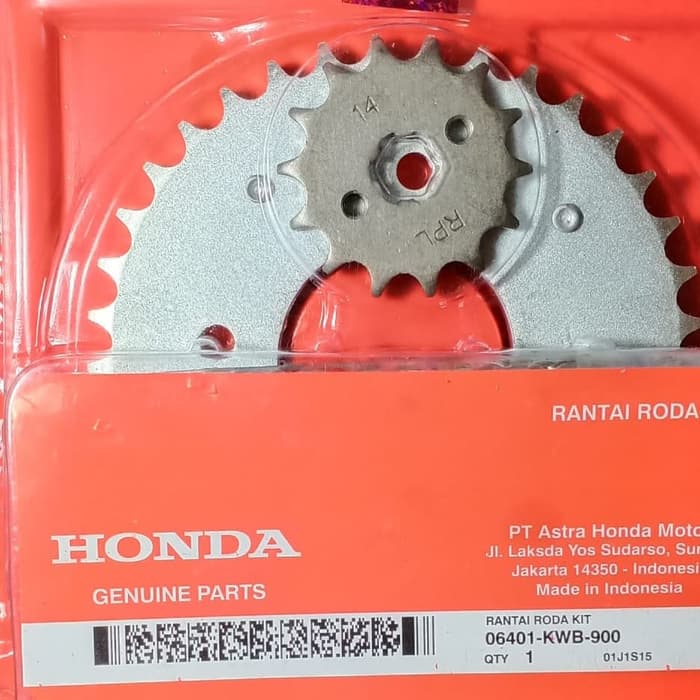 14
RPL
RANTAI RODA
HONDA
GENUINE PARTS
PT Astra Honda Moto
Jl. Laksda Yos Sudarso, Sun
Jakarta 14350 - Indonesi
Made in Indonesia
RANTAI RODA KIT
06401-KWB-900
QTY 1
01J1S15